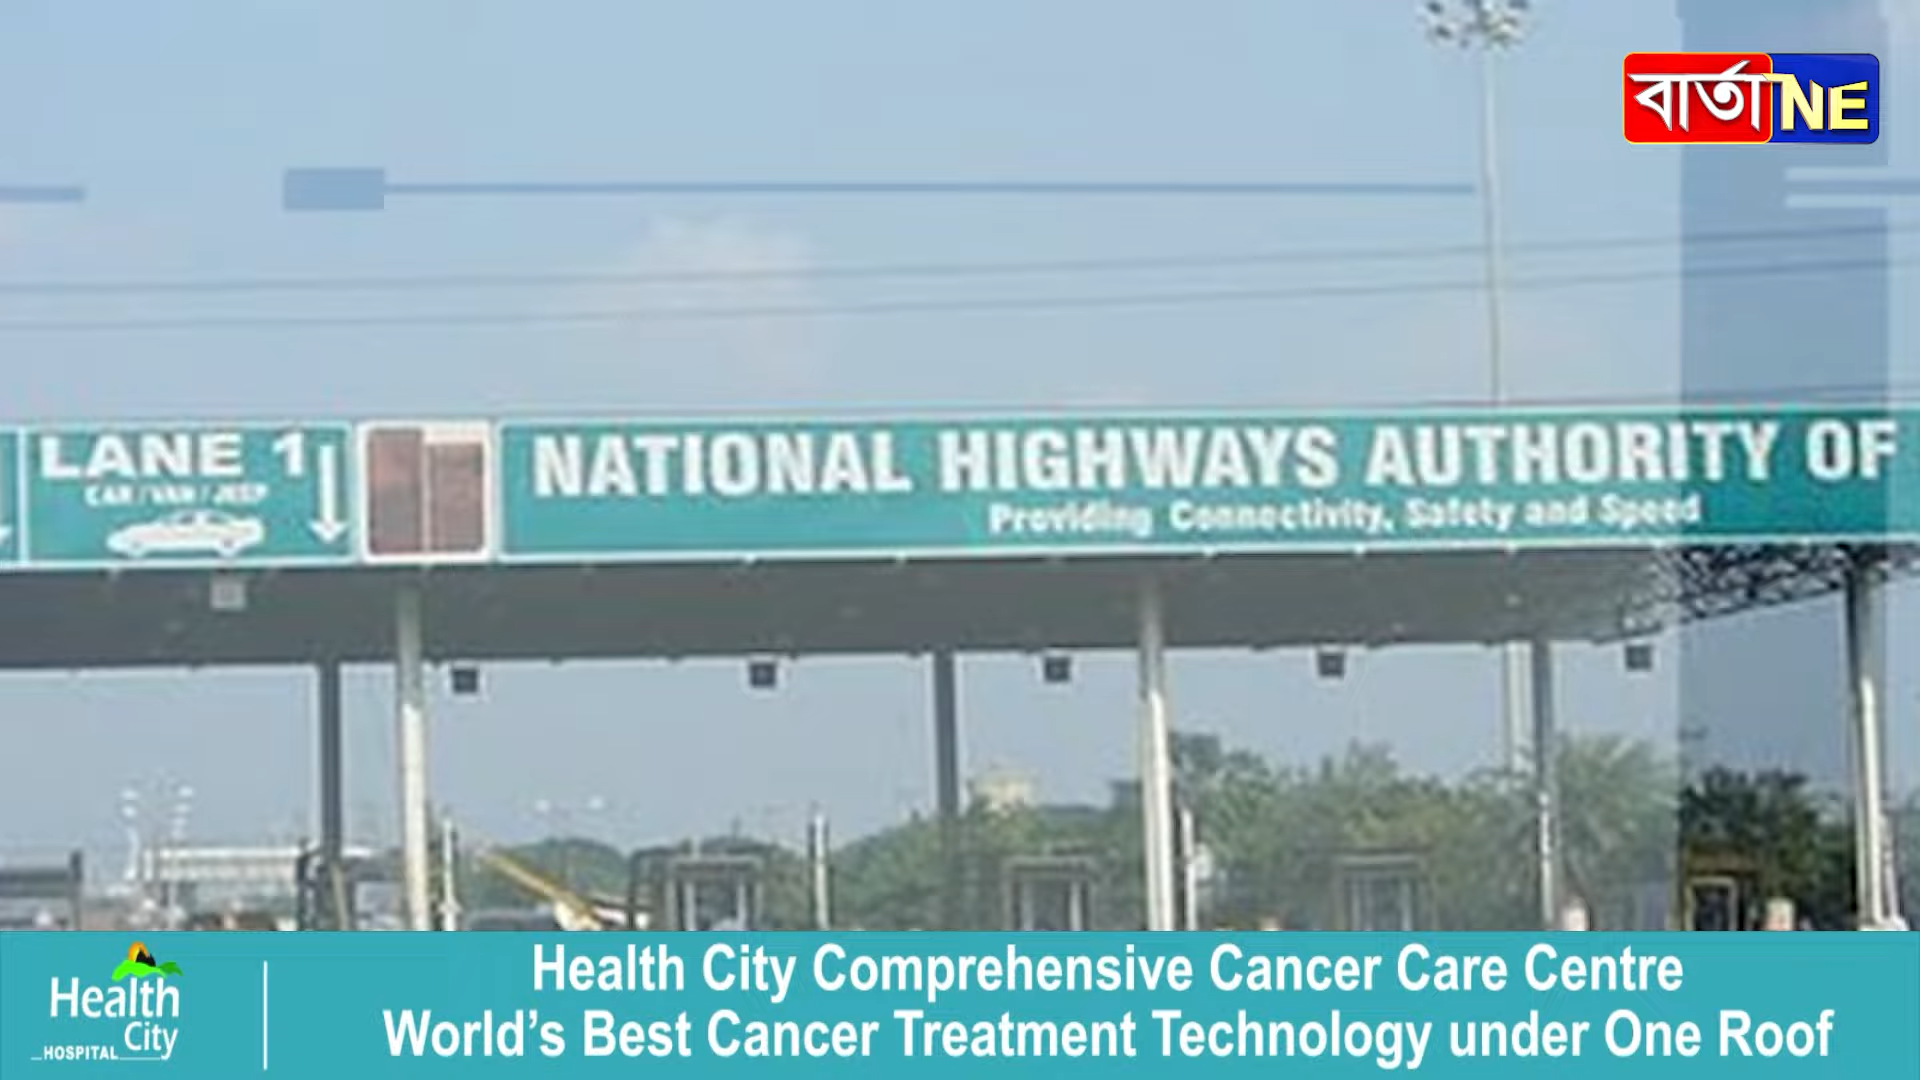 বার্তা NE
LANE 1
CAR / VAN / JEEP
NATIONAL HIGHWAYS AUTHORITY OF
Providing Connectivity, Safety and Speed
Health City Comprehensive Cancer Care Centre
World's Best Cancer Treatment Technology under One Roof
Health
City
HOSPITAL